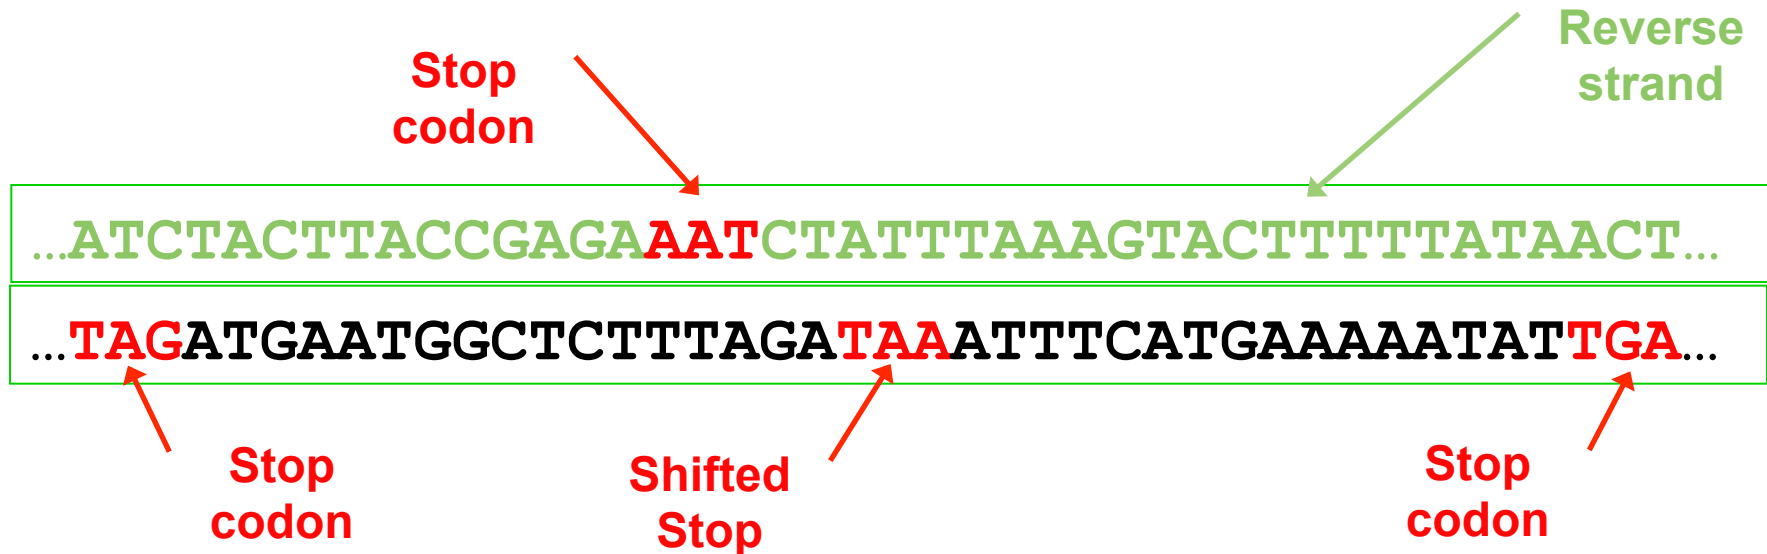 Stop
codon
Reverse
strand
...ATCTACTTACCGAGAAATCTATTTAAAGTACTTTTTATAACT...
...TAGATGAATGGCTCTTTAGATAAATTTCATGAAAAATATTGA...
Stop
codon
Shifted
Stop
Stop
codon